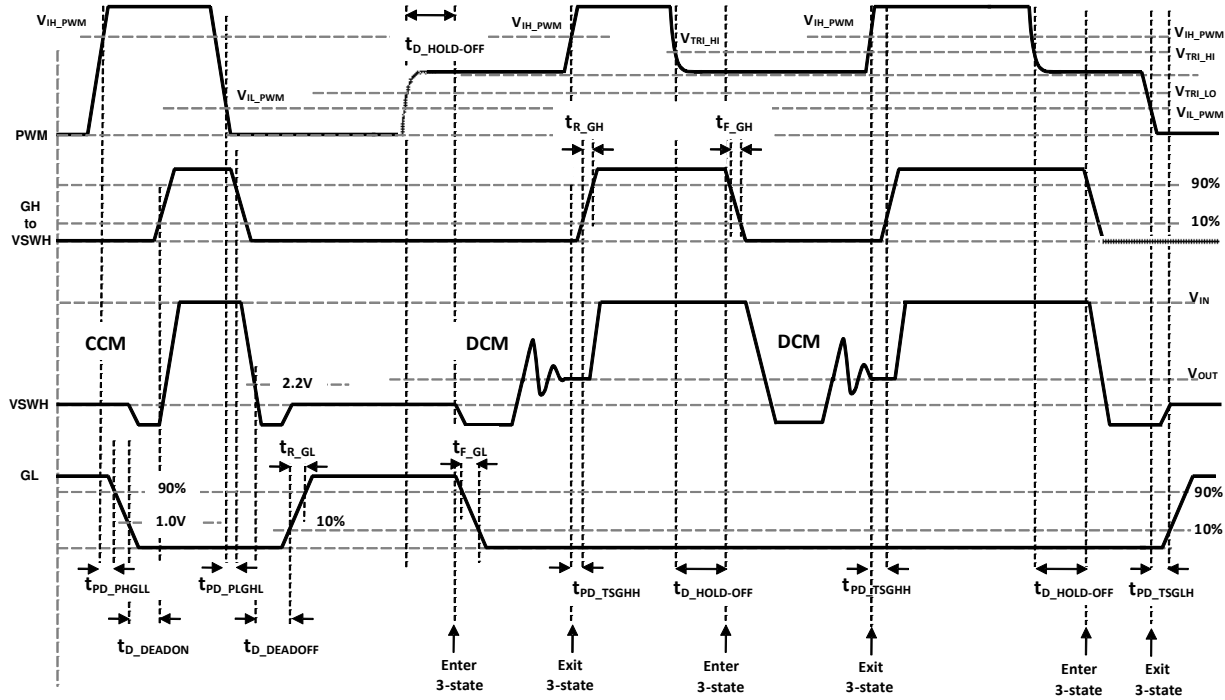 VIH_PWM
VIH_PWM
VIH_PWM
VIH_PWM
tD_HOLD-OFF
VTRI_HI
VTRI_HI
VIL_PWM
VTRI_LO
VIL_PWM
PWM
tR_GH
tF_GH
90%
GH
to
VSWH
10%
VIN
CCM
DCM
DCM
2.2V
VOUT
VSWH
tR_GL
tF_GL
GL
90%
90%
1.0V
10%
10%
tPD_PHGLL
tPD_PLGHL
tPD_TSGHH
tD_HOLD-OFF
tPD_TSGHH
tD_HOLD-OFF
tPD_TSGLH
tD_DEADON
tD_DEADOFF
Enter
3-state
Exit
3-state
Enter
3-state
Exit
3-state
Enter
3-state
Exit
3-state